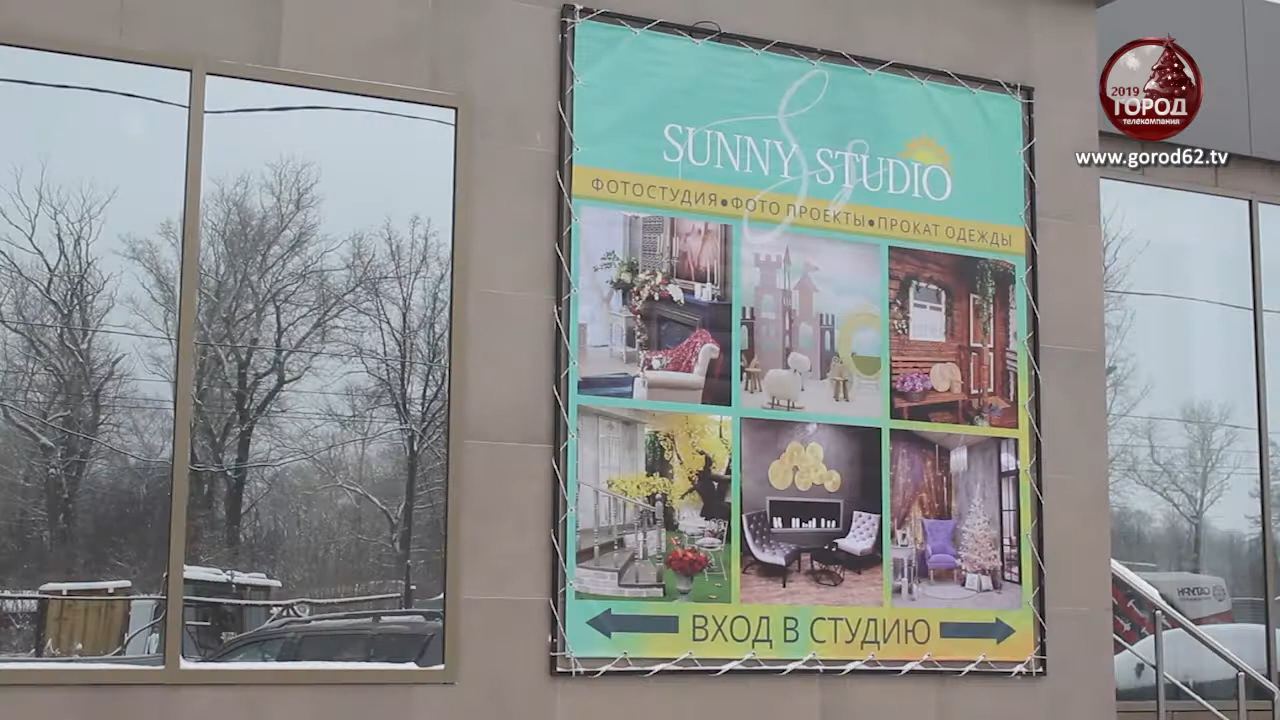 2019
ГОРОД
телекомпания
www.gorod62.tv
SUNNY STUDIO
ФОТОСТУДИЯ•ФОТО ПРОЕКТЫ•ПРОКАТ ОДЕЖДЫ
ВХОД В СТУДИЮ